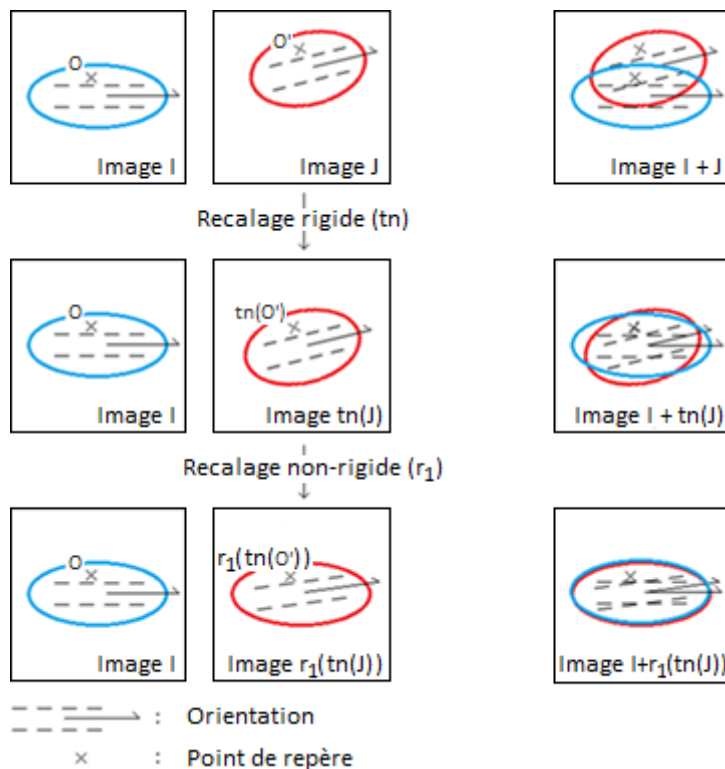 O
O'
Image I
Image J
Image I + J
Recalage rigide (tn)
O
tn(O')
Image I
Image tn(J)
Image I + tn(J)
Recalage non-rigide (r₁)
O
r₁(tn(O'))
Image I
Image r₁(tn(J))
Image I+r₁(tn(J))
: Orientation
: Point de repère